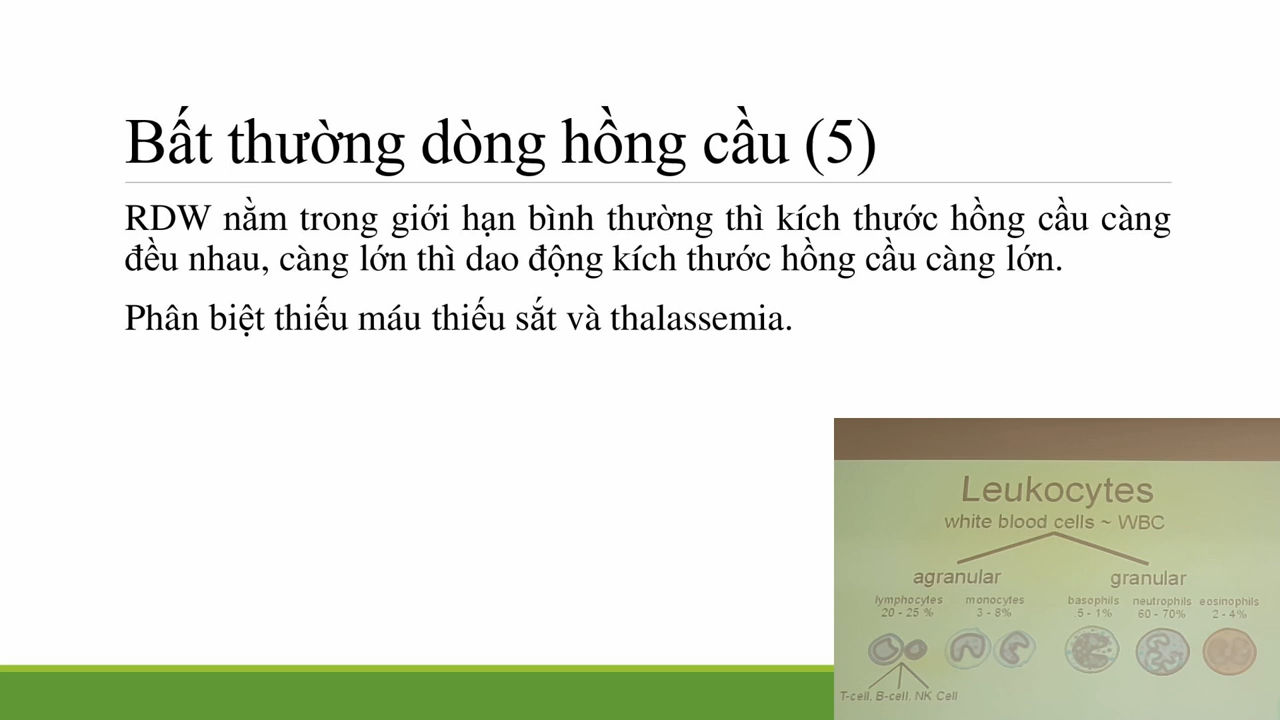 Bất thường dòng hồng cầu (5)
RDW nằm trong giới hạn bình thường thì kích thước hồng cầu càng
đều nhau, càng lớn thì dao động kích thước hồng cầu càng lớn.
Phân biệt thiếu máu thiếu sắt và thalassemia.
Leukocytes
white blood cells ~ WBC
agranular granular
lymphocytes monocytes basophils neutrophils eosinophils
20 - 25 % 3 - 8% .5 - 1% 60 - 70% 2 - 4%
T-cell, B-cell, NK Cell